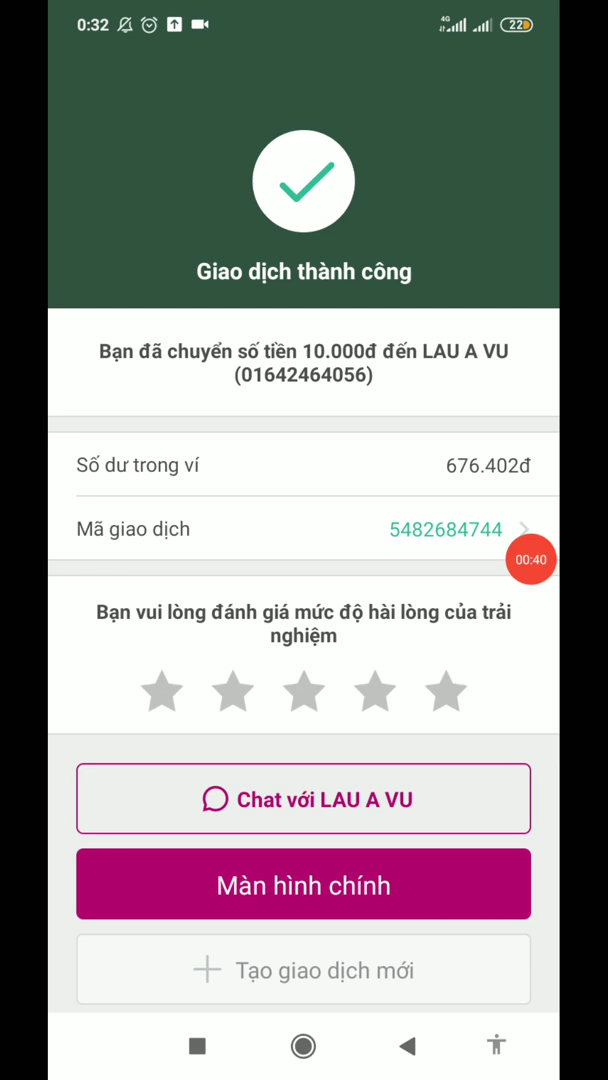 0:32
4G
22
Giao dịch thành công
Bạn đã chuyển số tiền 10.000đ đến LAU A VU
(01642464056)
Số dư trong ví
676.402đ
Mã giao dịch
5482684744
00:40
Bạn vui lòng đánh giá mức độ hài lòng của trải
nghiệm
Chat với LAU A VU
Màn hình chính
Tạo giao dịch mới